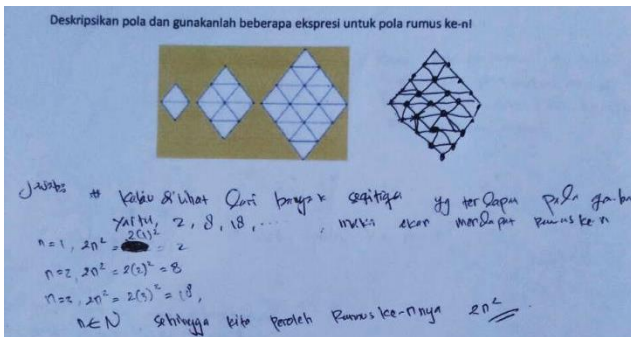 Deskripsikan pola dan gunakanlah beberapa ekspresi untuk pola rumus ke-n!
Jawab: # Kalau dilihat dari banyak segitiga yg terdapat pada
yaitu, 2, 8, 18, ... maka akan mendapat Rumus ke n
n=1, 2n² = 2(1)² = 2
n=2, 2n² = 2(2)² = 8
n=3, 2n² = 2(3)² = 18,
n∈N sehingga kita peroleh Rumus ke-nnya 2n²